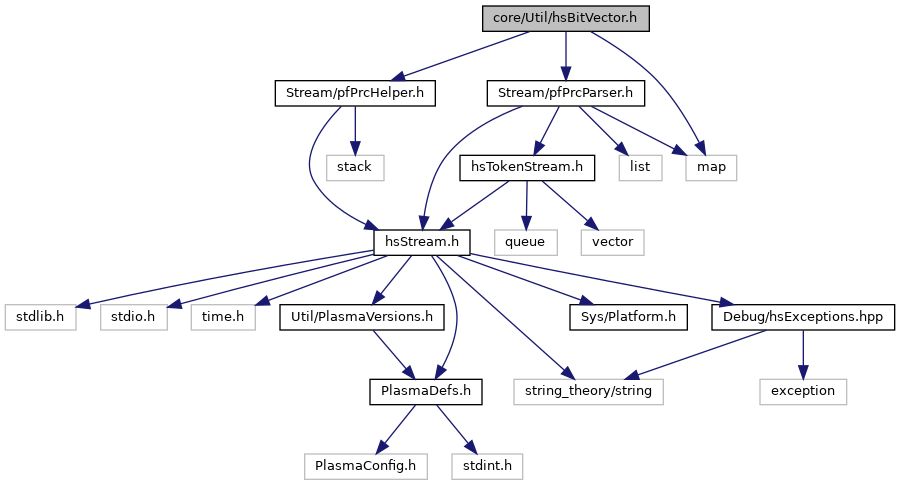 core/Util/hsBitVector.h
Stream/pfPrcHelper.h
Stream/pfPrcParser.h
stack
hsTokenStream.h
list
map
hsStream.h
queue
vector
stdlib.h
stdio.h
time.h
Util/PlasmaVersions.h
Sys/Platform.h
Debug/hsExceptions.hpp
PlasmaDefs.h
string_theory/string
exception
PlasmaConfig.h
stdint.h